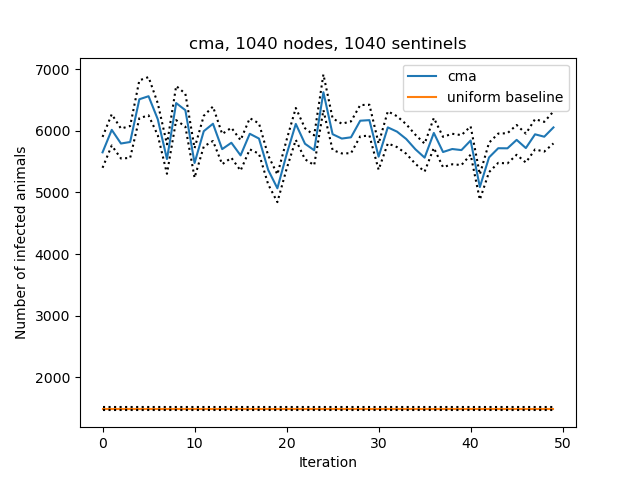 cma, 1040 nodes, 1040 sentinels
cma
uniform baseline
Number of infected animals
7000
6000
5000
4000
3000
2000
0
10
20
30
40
50
Iteration